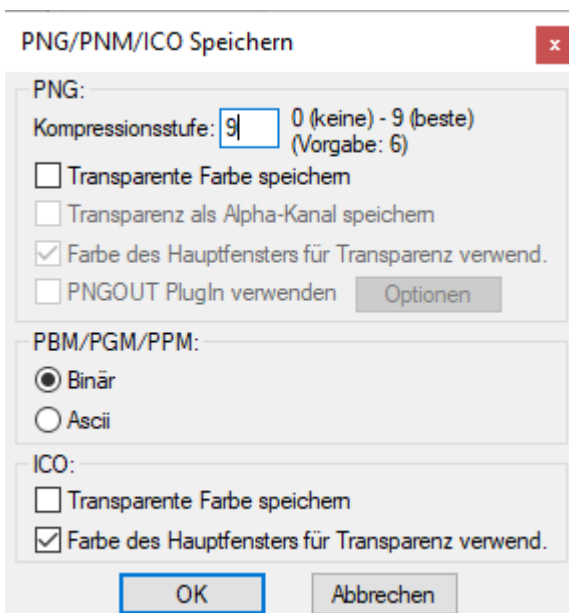 PNG/PNM/ICO Speichern
x
PNG:
Kompressionsstufe: 9 0 (keine) - 9 (beste)
(Vorgabe: 6)
Transparente Farbe speichern
Transparenz als Alpha-Kanal speichern
Farbe des Hauptfensters für Transparenz verwend.
PNGOUT PlugIn verwenden Optionen
PBM/PGM/PPM:
Binär
Ascii
ICO:
Transparente Farbe speichern
Farbe des Hauptfensters für Transparenz verwend.
OK Abbrechen